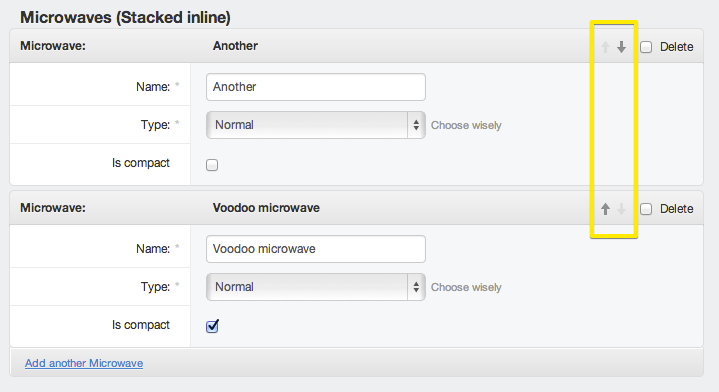 Microwaves (Stacked inline)
Microwave: Another Delete
Name: * Another
Type: * Normal Choose wisely
Is compact
Microwave: Voodoo microwave Delete
Name: * Voodoo microwave
Type: * Normal Choose wisely
Is compact
Add another Microwave